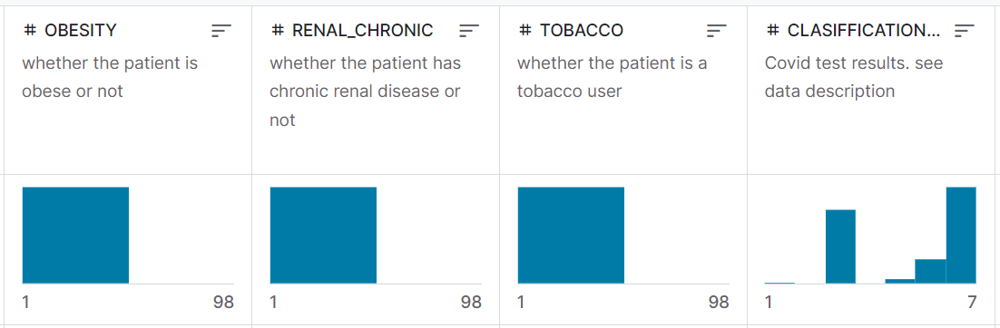 # OBESITY
whether the patient is
obese or not
# RENAL_CHRONIC
whether the patient has
chronic renal disease or
not
# TOBACCO
whether the patient is a
tobacco user
# CLASIFFICATION...
Covid test results. see
data description
1 98
1 98
1 98
1 7